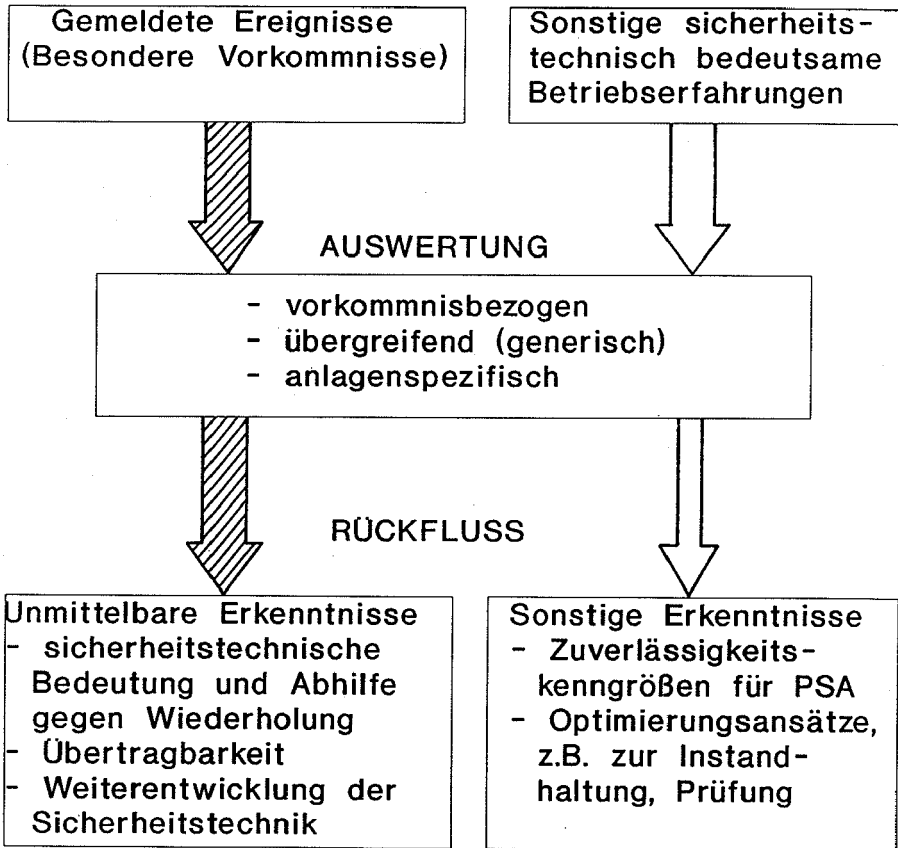 Gemeldete Ereignisse
(Besondere Vorkommnisse)
Sonstige sicherheits-
technisch bedeutsame
Betriebserfahrungen
AUSWERTUNG
- vorkommnisbezogen
- übergreifend (generisch)
- anlagenspezifisch
RÜCKFLUSS
Unmittelbare Erkenntnisse
- sicherheitstechnische
Bedeutung und Abhilfe
gegen Wiederholung
- Übertragbarkeit
- Weiterentwicklung der
Sicherheitstechnik
Sonstige Erkenntnisse
- Zuverlässigkeits-
kenngrößen für PSA
- Optimierungsansätze,
z.B. zur Instand-
haltung, Prüfung